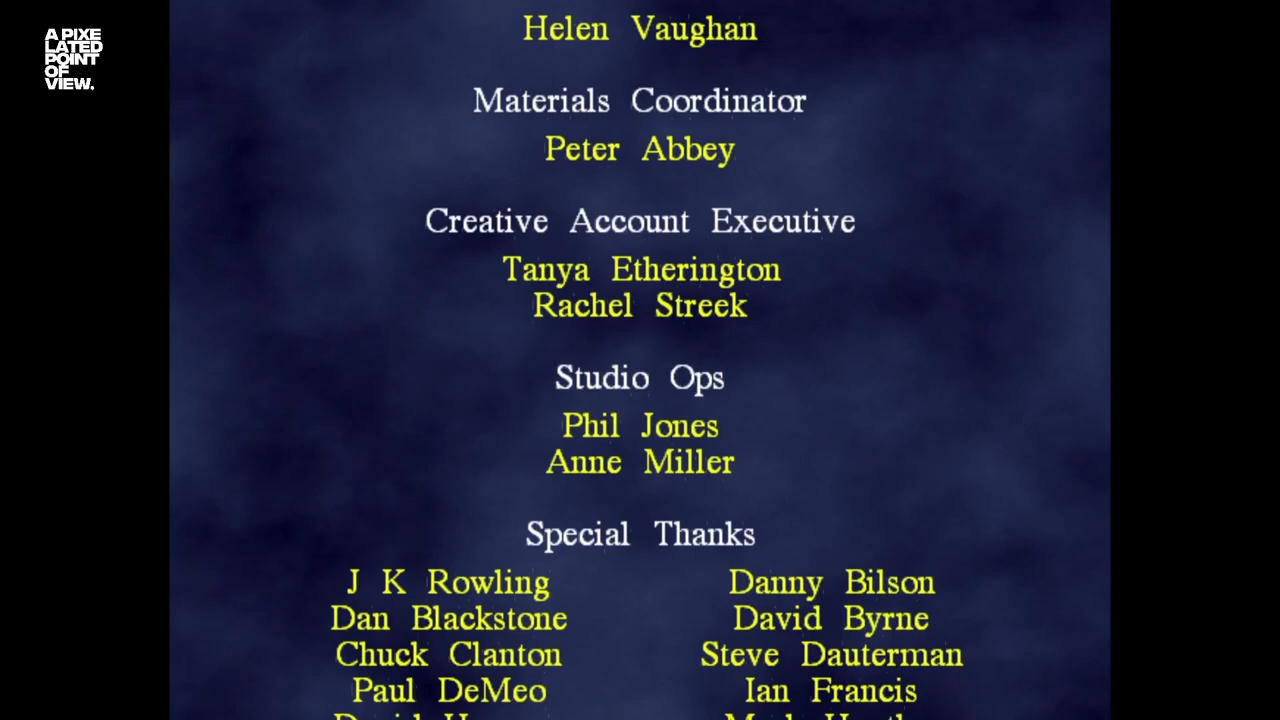 A PIXE
LATED
POINT
OF
VIEW.
Helen Vaughan
Materials Coordinator
Peter Abbey
Creative Account Executive
Tanya Etherington
Rachel Streek
Studio Ops
Phil Jones
Anne Miller
Special Thanks
J K Rowling Danny Bilson
Dan Blackstone David Byrne
Chuck Clanton Steve Dauterman
Paul DeMeo Ian Francis